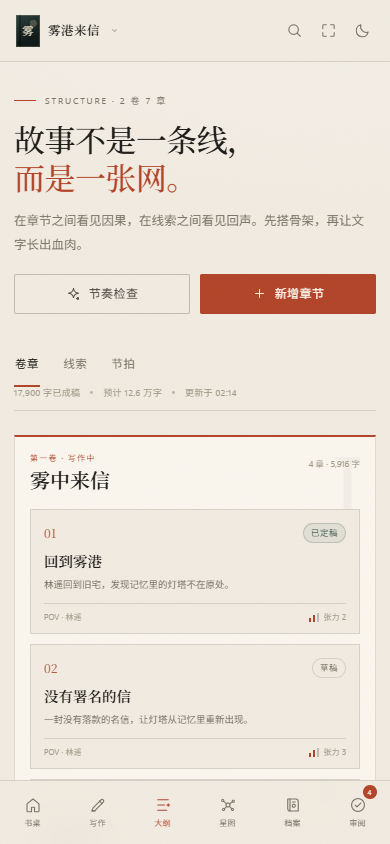 雾
雾港来信
STRUCTURE · 2 卷 7 章
故事不是一条线，
而是一张网。
在章节之间看见因果，在线索之间看见回声。先搭骨架，再让文
字长出血肉。
节奏检查
新增章节
卷章 线索 节拍
17,900 字已成稿 • 预计 12.6 万字 • 更新于 02:14
第一卷 · 写作中
4 章 · 5,916 字
雾中来信
01
已定稿
回到雾港
林遥回到旧宅，发现记忆里的灯塔不在原处。
POV · 林遥
张力 2
02
草稿
没有署名的信
一封没有落款的名信，让灯塔从记忆里重新出现。
POV · 林遥
张力 3
4
书桌 写作 大纲 星图 档案 审阅